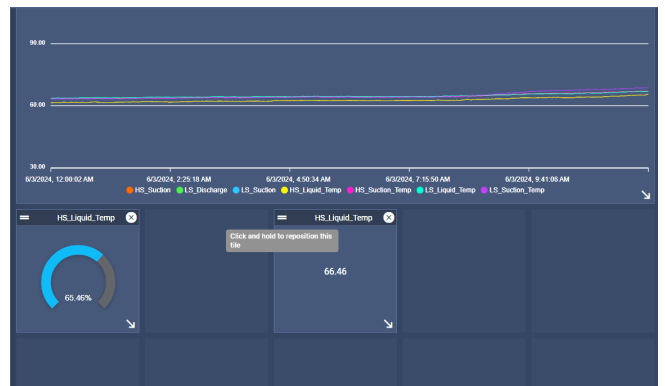 90.00
60.00
30.00
6/3/2024, 12:00:02 AM 6/3/2024, 2:25:18 AM 6/3/2024, 4:50:34 AM 6/3/2024, 7:15:50 AM 6/3/2024, 9:41:06 AM
HS_Suction LS_Discharge LS_Suction HS_Liquid_Temp HS_Suction_Temp LS_Liquid_Temp LS_Suction_Temp
HS_Liquid_Temp HS_Liquid_Temp
Click and hold to reposition this
tile
65.46% 66.46